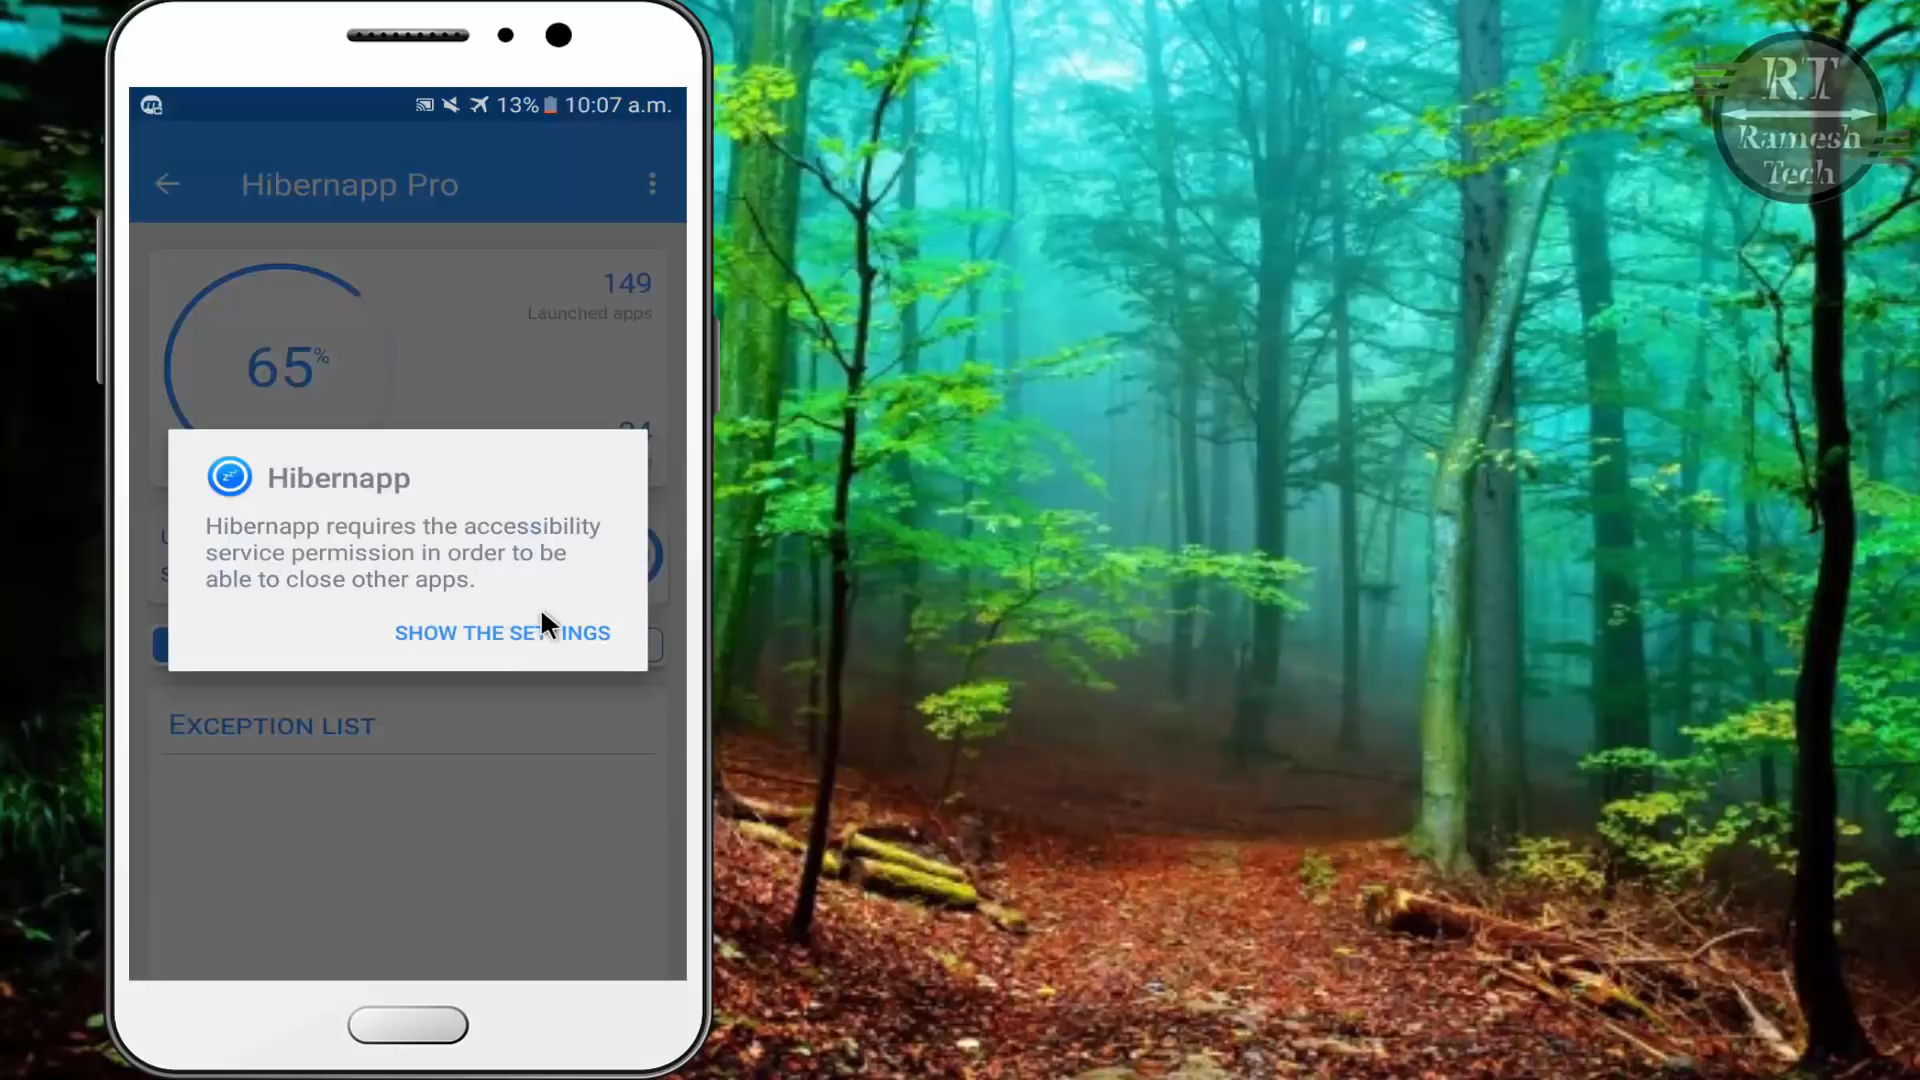 13% 10:07 a.m.
Hibernapp Pro
149
Launched apps
65%
Hibernapp
Hibernapp requires the accessibility
service permission in order to be
able to close other apps.
SHOW THE SETTINGS
EXCEPTION LIST
RT
Ramesh
Tech